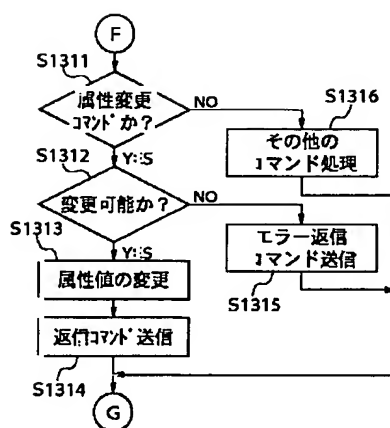 F
S1311
属性変更
コマンドか？
NO
S1316
その他の
コマンド処理
S1312
YES
変更可能か？
NO
S1313
YES
エラー返信
コマンド送信
S1315
属性値の変更
返信コマンド送信
S1314
G